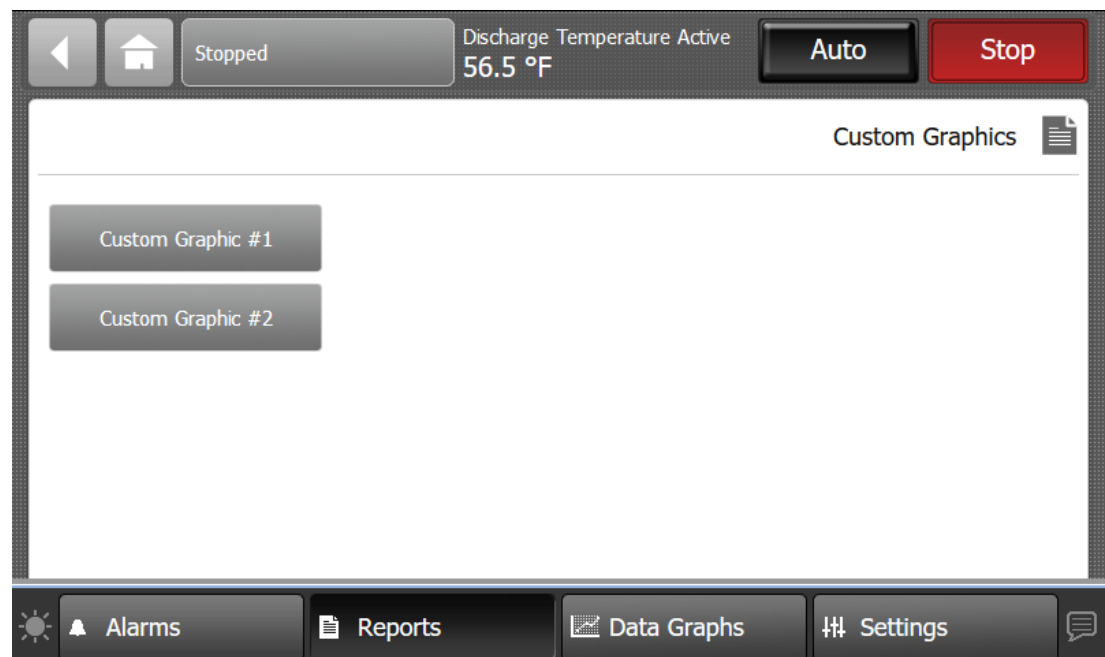 Stopped
Discharge Temperature Active
56.5 °F
Auto
Stop
Custom Graphics
Custom Graphic #1
Custom Graphic #2
Alarms
Reports
Data Graphs
Settings